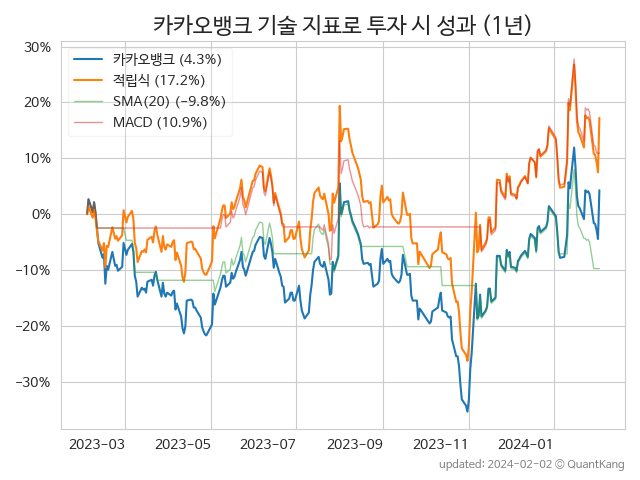 카카오뱅크 기술 지표로 투자 시 성과 (1년)
카카오뱅크 (4.3%)
적립식 (17.2%)
SMA(20) (−9.8%)
MACD (10.9%)
30%
20%
10%
0%
−10%
−20%
−30%
2023-03 2023-05 2023-07 2023-09 2023-11 2024-01
updated: 2024-02-02 © QuantKang